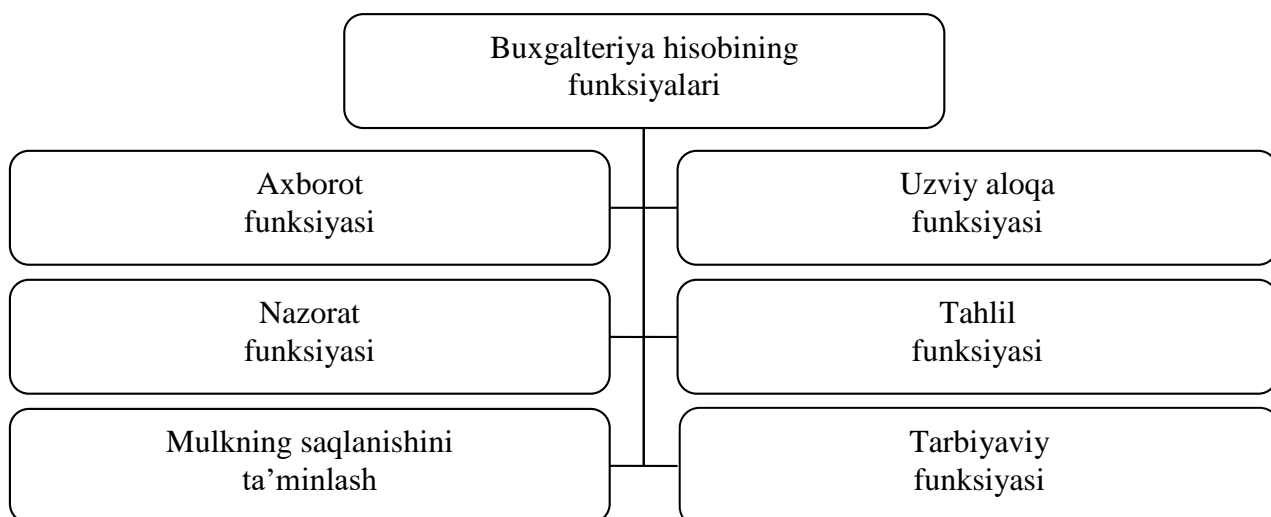 Buxgalteriya hisobining
funksiyalari
Axborot
funksiyasi
Uzviy aloqa
funksiyasi
Nazorat
funksiyasi
Tahlil
funksiyasi
Mulkning saqlanishini
ta’minlash
Tarbiyaviy
funksiyasi